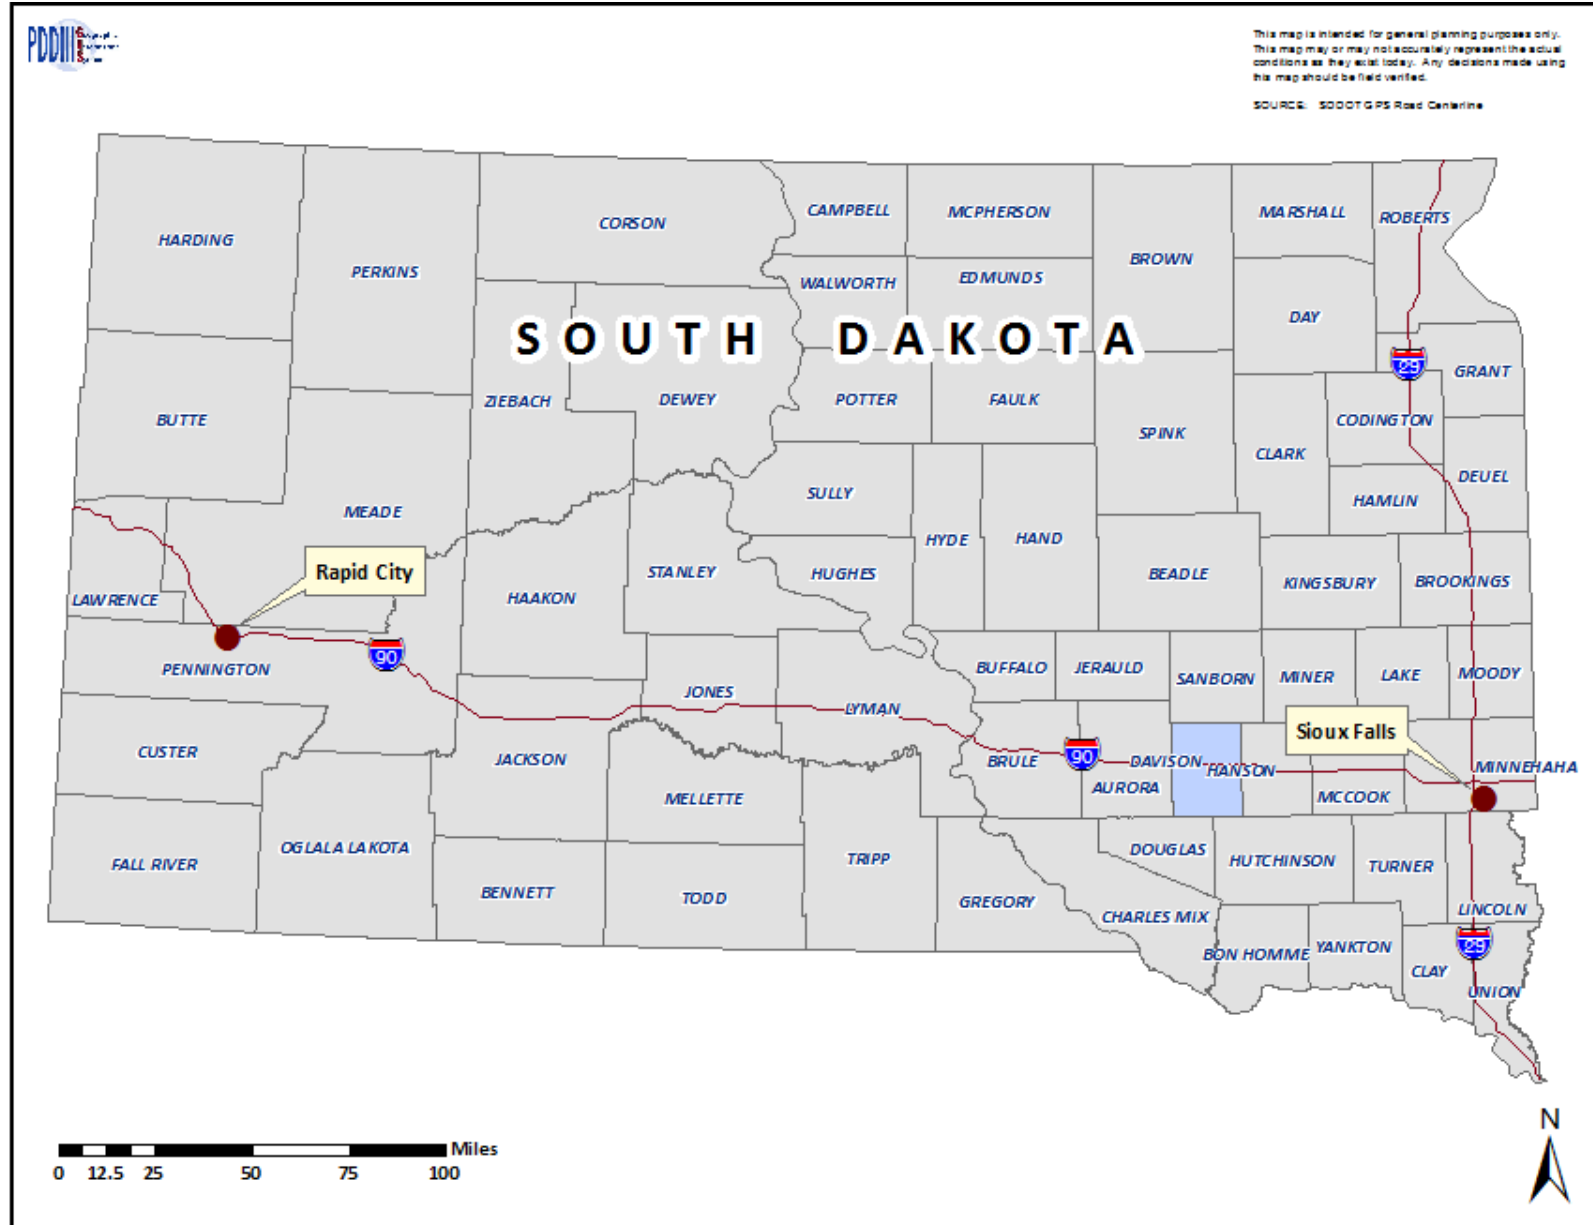 PDDIII
This map is intended for general planning purposes only.
This map may or may not accurately represent the actual
conditions as they exist today. Any decisions made using
this map should be field verified.
SOURCE: SDDOT GPS Road Centerline
CAMPBELL
MCPHERSON
MARSHALL
ROBERTS
CORSON
HARDING
PERKINS
BROWN
WALWORTH
EDMUNDS
DAY
SOUTH DAKOTA
29
GRANT
BUTTE
ZIEBACH
DEWEY
POTTER
FAULK
CODINGTON
SPINK
CLARK
DEUEL
SULLY
HAMLIN
MEADE
HYDE
HAND
Rapid City
STANLEY
HUGHES
BEADLE
KINGSBURY
BROOKINGS
LAWRENCE
HAAKON
90
PENNINGTON
BUFFALO
JERAULD
SANBORN
MINER
LAKE
MOODY
JONES
LYMAN
Sioux Falls
CUSTER
JACKSON
BRULE
90
DAVISON
HANSON
MINNEHAHA
AURORA
MCCOOK
MELLETTE
OGLALA LAKOTA
FALL RIVER
TRIPP
DOUGLAS
HUTCHINSON
TURNER
BENNETT
TODD
GREGORY
CHARLES MIX
LINCOLN
BON HOMME
YANKTON
29
CLAY
UNION
N
Miles
0 12.5 25 50 75 100